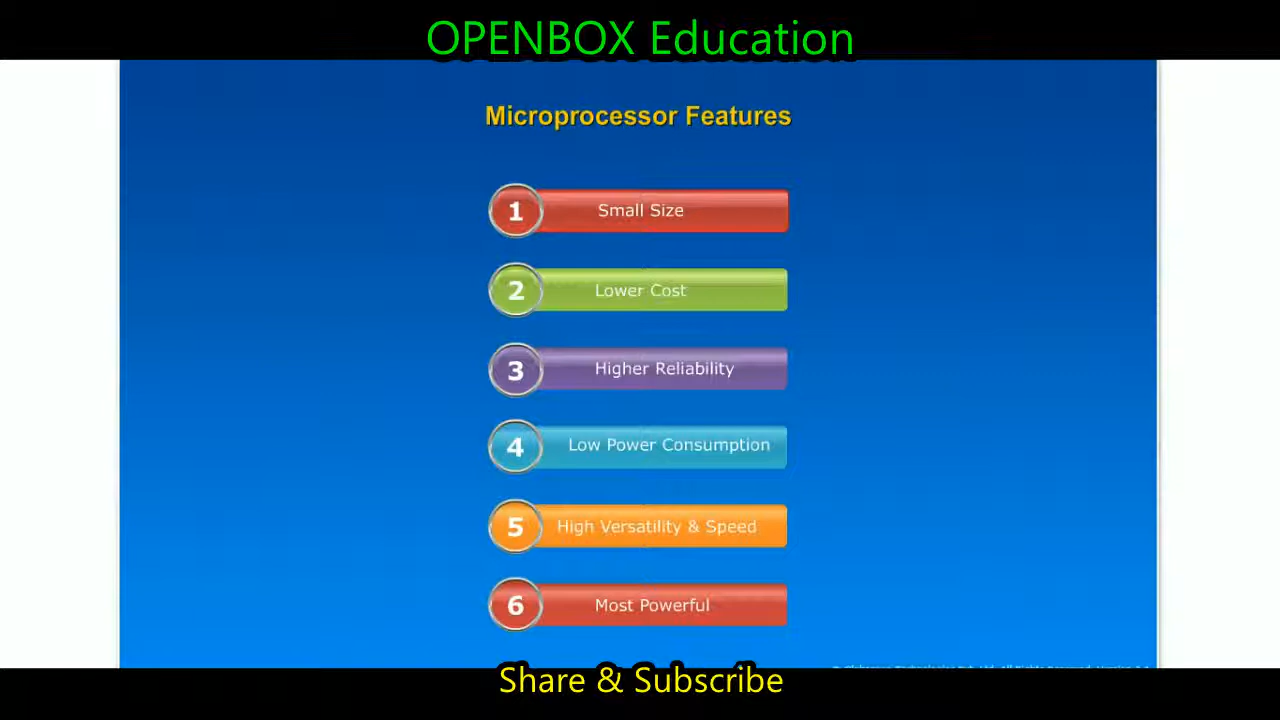 OPENBOX Education
Microprocessor Features
1 Small Size
2 Lower Cost
3 Higher Reliability
4 Low Power Consumption
5 High Versatility & Speed
6 Most Powerful
Share & Subscribe